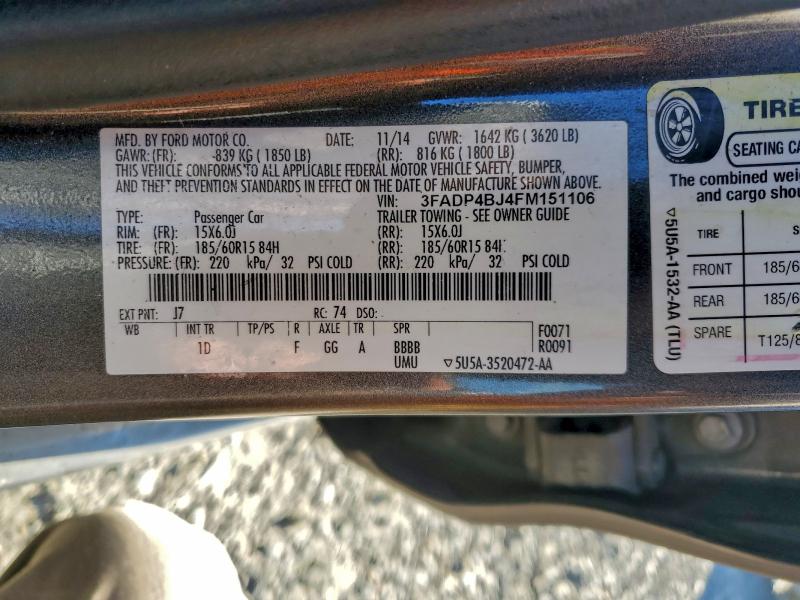 MFD. BY FORD MOTOR CO. DATE: 11/14 GVWR: 1642 KG ( 3620 LB)
GAWR: (FR): 839 KG ( 1850 LB) (RR): 816 KG ( 1800 LB)
THIS VEHICLE CONFORMS TO ALL APPLICABLE FEDERAL MOTOR VEHICLE SAFETY, BUMPER,
AND THEFT PREVENTION STANDARDS IN EFFECT ON THE DATE OF MANUFACTURE SHOWN ABOVE.
VIN: 3FADP4BJ4FM151106
TYPE: Passenger Car TRAILER TOWING - SEE OWNER GUIDE
RIM: (FR): 15X6.0J (RR): 15X6.0J
TIRE: (FR): 185/60R15 84H (RR): 185/60R15 84H
PRESSURE: (FR): 220 kPa/ 32 PSI COLD (RR): 220 kPa/ 32 PSI COLD
EXT PNT: J7 RC: 74 DSO:
WB INT TR TP/PS R AXLE TR SPR F0071
1D F GG A BBBB R0091
UMU ▽5U5A-3520472-AA
TIRE
SEATING CA
The combined weig
and cargo shou
TIRE S
FRONT 185/6
REAR 185/6
SPARE T125/8
▽5U5A-1532-AA (TLU)